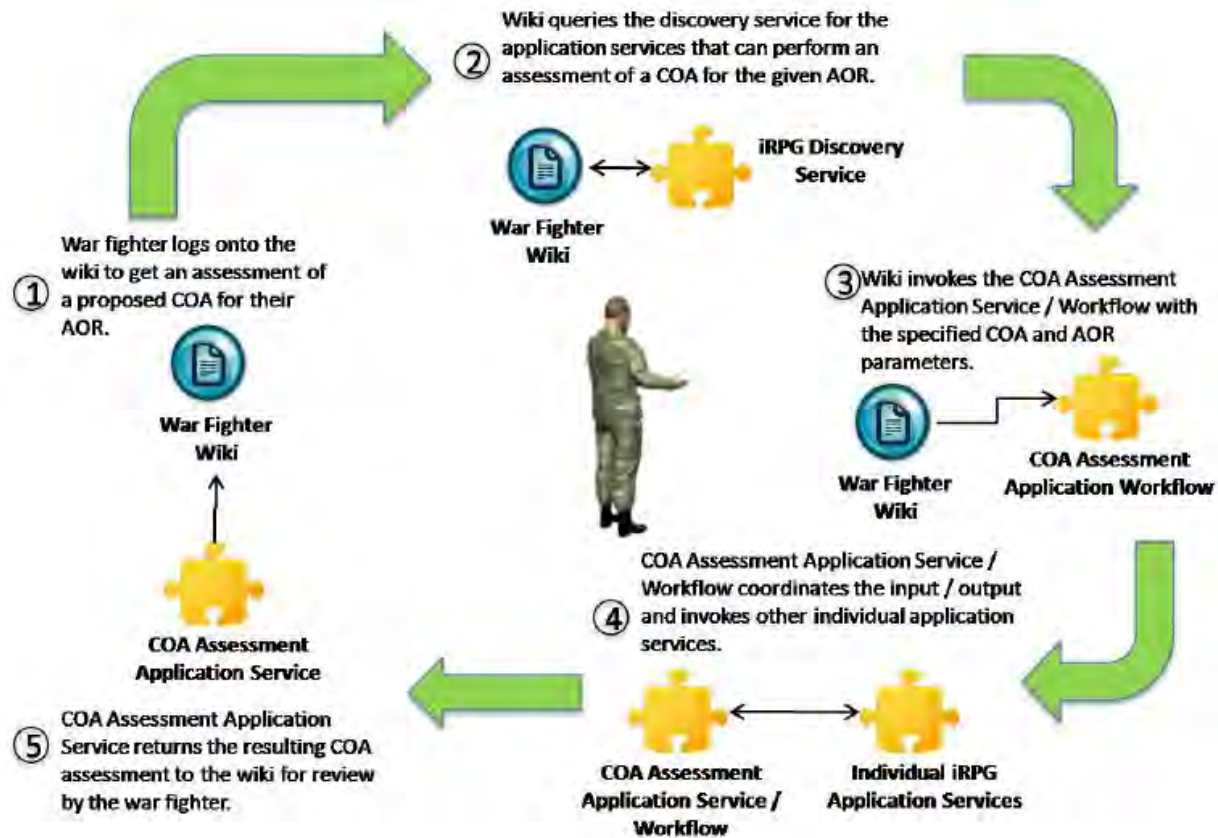 ①
War fighter logs onto the
wiki to get an assessment of
a proposed COA for their
AOR.
War Fighter
Wiki
②
Wiki queries the discovery service for the
application services that can perform an
assessment of a COA for the given AOR.
War Fighter
Wiki
iRPG Discovery
Service
③
Wiki invokes the COA Assessment
Application Service / Workflow with
the specified COA and AOR
parameters.
War Fighter
Wiki
COA Assessment
Application Workflow
④
COA Assessment Application Service /
Workflow coordinates the input / output
and invokes other individual application
services.
COA Assessment
Application Service /
Workflow
Individual iRPG
Application Services
COA Assessment
Application Service
⑤
COA Assessment Application
Service returns the resulting COA
assessment to the wiki for review
by the war fighter.